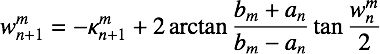 $w_{n+1}^{m} = -\kappa_{n+1}^{m} + 2 \arctan \frac{b_m + a_n}{b_m - a_n} \tan \frac{w_n^m}{2}$